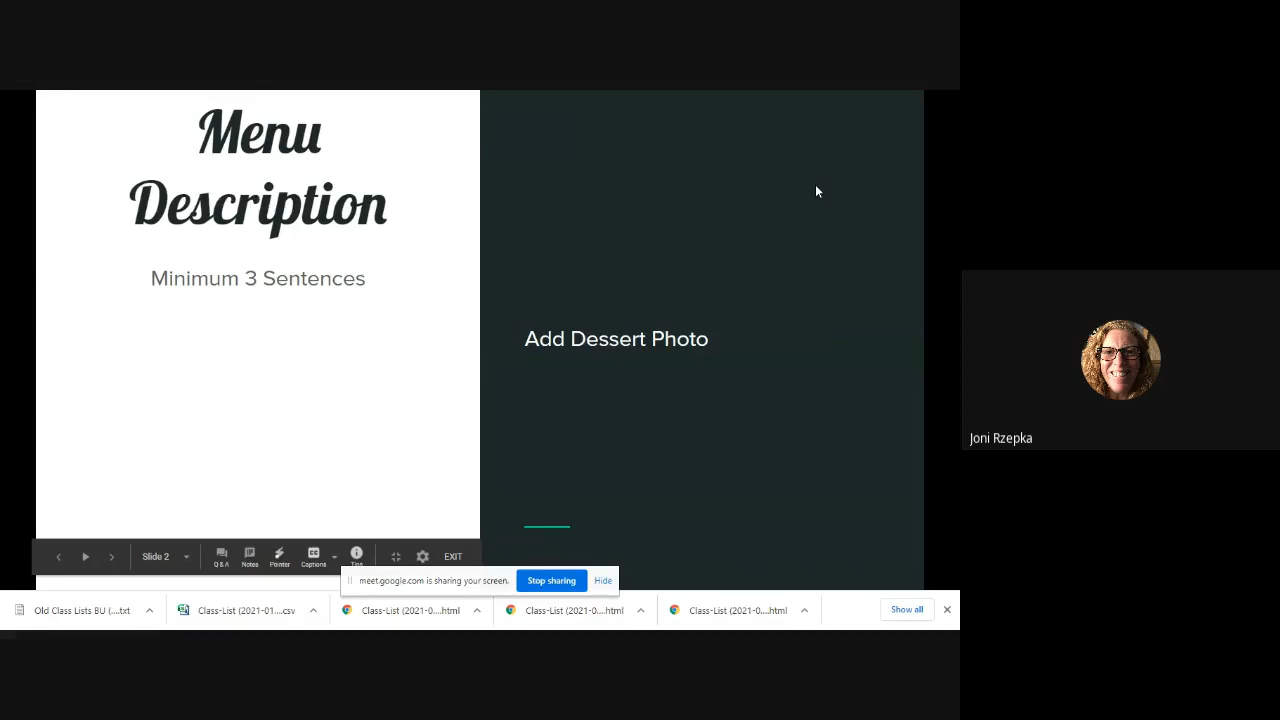 Menu
Description
Minimum 3 Sentences
Add Dessert Photo
Joni Rzepka
Slide 2
Q & A
Notes
Pointer
Captions
Tips
EXIT
meet.google.com is sharing your screen.
Stop sharing
Hide
Old Class Lists BU (....txt
Class-List (2021-01....csv
Class-List (2021-0....html
Class-List (2021-0....html
Class-List (2021-0....html
Show all